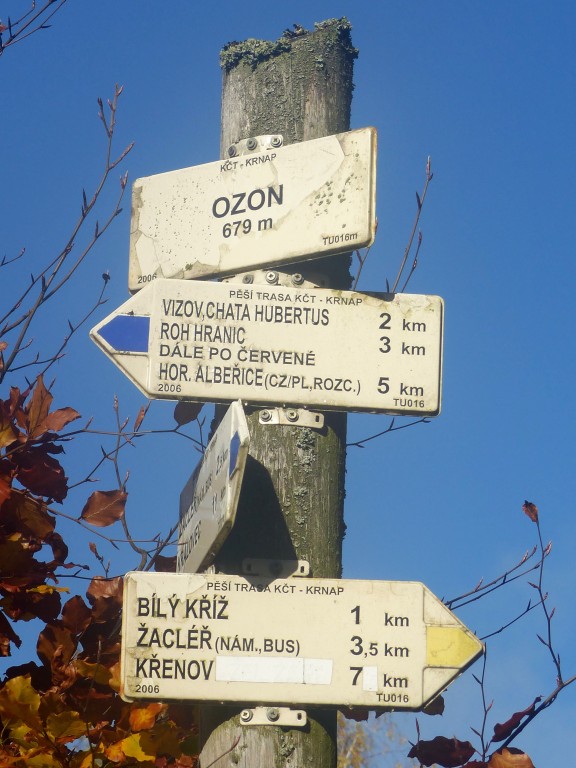 KČT - KRNAP
OZON
679 m
2006 TU016m
PĚŠÍ TRASA KČT - KRNAP
VIZOV,CHATA HUBERTUS 2 km
ROH HRANIC 3 km
DÁLE PO ČERVENÉ
HOR. ALBEŘICE(CZ/PL,ROZC.) 5 km
2006 TU016
PĚŠÍ TRASA KČT - KRNAP
BÍLÝ KŘÍŽ 1 km
ŽACLÉŘ(NÁM.,BUS) 3,5 km
KŘENOV 7 km
2006 TU016